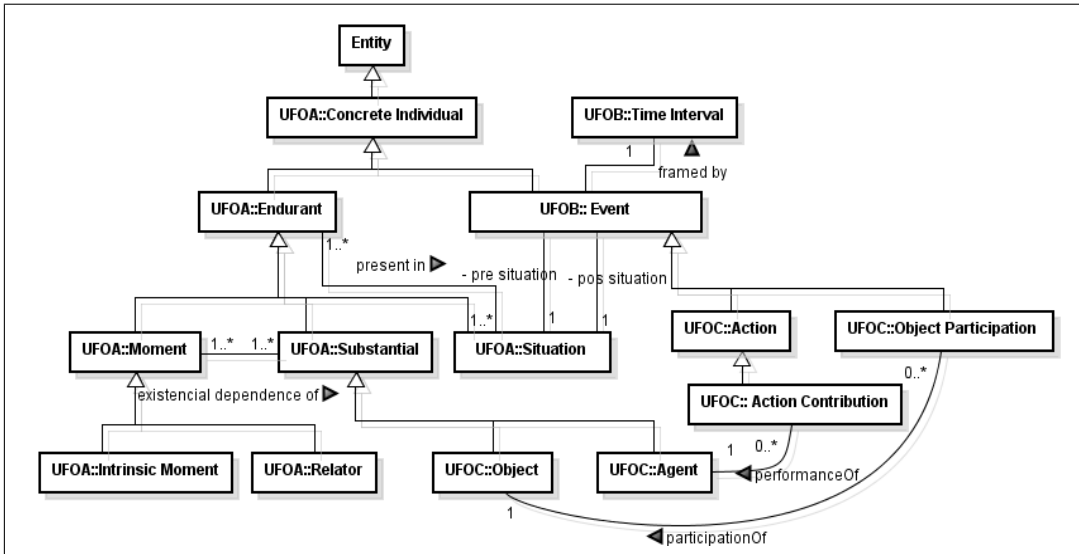 Entity
UFOA::Concrete Individual
UFOB::Time Interval
1
framed by
UFOA::Endurant
UFOB:: Event
1..*
present in
- pre situation
- pos situation
1..*
1
1
UFOC::Action
UFOC::Object Participation
UFOA::Moment
1..*
1..*
UFOA::Substantial
UFOA::Situation
0..*
existencial dependence of
UFOC:: Action Contribution
UFOA::Intrinsic Moment
UFOA::Relator
UFOC::Object
UFOC::Agent
1
0..*
performanceOf
1
participationOf